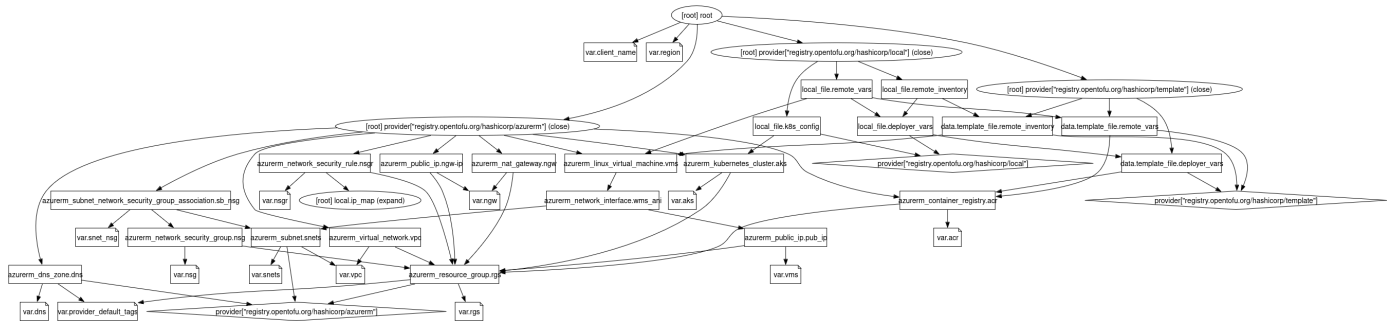 [root] root
var.client_name
var.region
[root] provider["registry.opentofu.org/hashicorp/local"] (close)
local_file.remote_vars
local_file.remote_inventory
[root] provider["registry.opentofu.org/hashicorp/template"] (close)
[root] provider["registry.opentofu.org/hashicorp/azurerm"] (close)
local_file.k8s_config
local_file.deployer_vars
data.template_file.remote_inventory
data.template_file.remote_vars
azurerm_network_security_rule.nsgr
azurerm_public_ip.ngw-ip
azurerm_nat_gateway.ngw
azurerm_linux_virtual_machine.vms
azurerm_kubernetes_cluster.aks
provider["registry.opentofu.org/hashicorp/local"]
data.template_file.deployer_vars
azurerm_subnet_network_security_group_association.sb_nsg
var.nsgr
[root] local.ip_map (expand)
var.ngw
azurerm_network_interface.wms_ani
var.aks
azurerm_container_registry.acr
provider["registry.opentofu.org/hashicorp/template"]
var.snet_nsg
azurerm_network_security_group.nsg
azurerm_subnet.snets
azurerm_virtual_network.vpc
azurerm_public_ip.pub_ip
var.acr
azurerm_dns_zone.dns
var.nsg
var.snets
var.vpc
azurerm_resource_group.rgs
var.vms
var.dns
var.provider_default_tags
provider["registry.opentofu.org/hashicorp/azurerm"]
var.rgs